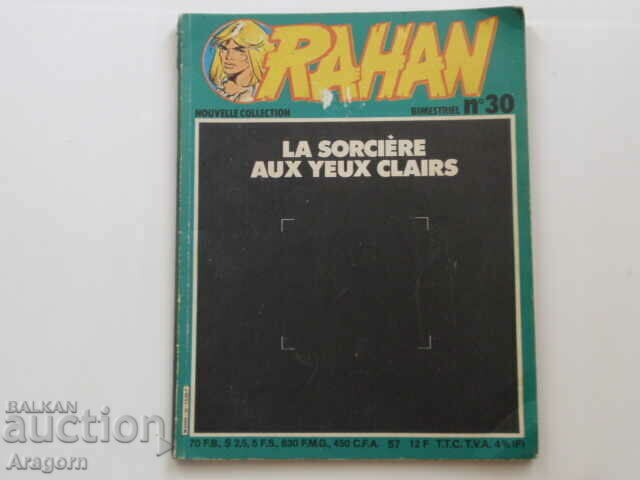 RAHAN
NOUVELLE COLLECTION
BIMESTRIEL n°30
LA SORCIÈRE
AUX YEUX CLAIRS
70 F.B., $ 2,5, 5 F.S., 630 F.M.G., 450 C.F.A. 57 12 F T.T.C. T.V.A. 4% (F)
BALKAN
auction
Aragorn